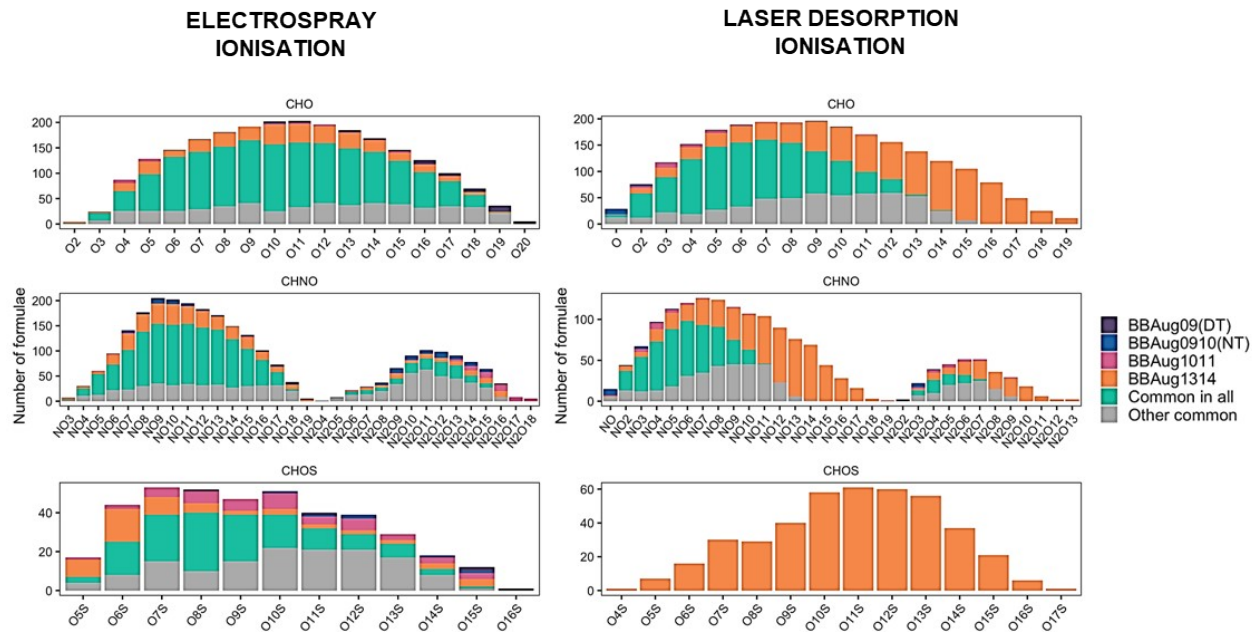 ELECTROSPRAY
IONISATION
LASER DESORPTION
IONISATION
Number of formulae
CHO
200
150
100
50
0
O2 O3 O4 O5 O6 O7 O8 O9 O10 O11 O12 O13 O14 O15 O16 O17 O18 O19 O20
CHNO
200
150
100
50
0
NO3 NO4 NO5 NO6 NO7 NO8 NO9 NO10 NO11 NO12 NO13 NO14 NO15 NO16 NO17 NO18 NO19 N2O4 N2O5 N2O6 N2O7 N2O8 N2O9 N2O10 N2O11 N2O12 N2O13 N2O14 N2O15 N2O16 N2O17 N2O18
CHOS
40
20
0
O5S O6S O7S O8S O9S O10S O11S O12S O13S O14S O15S O16S
Number of formulae
CHO
200
150
100
50
0
O O2 O3 O4 O5 O6 O7 O8 O9 O10 O11 O12 O13 O14 O15 O16 O17 O18 O19
CHNO
100
50
0
NO NO2 NO3 NO4 NO5 NO6 NO7 NO8 NO9 NO10 NO11 NO12 NO13 NO14 NO15 NO16 NO17 NO18 NO19 N2O2 N2O3 N2O4 N2O5 N2O6 N2O7 N2O8 N2O9 N2O10 N2O11 N2O12 N2O13
CHOS
60
40
20
0
O4S O5S O6S O7S O8S O9S O10S O11S O12S O13S O14S O15S O16S O17S
BBAug09(DT)
BBAug0910(NT)
BBAug1011
BBAug1314
Common in all
Other common